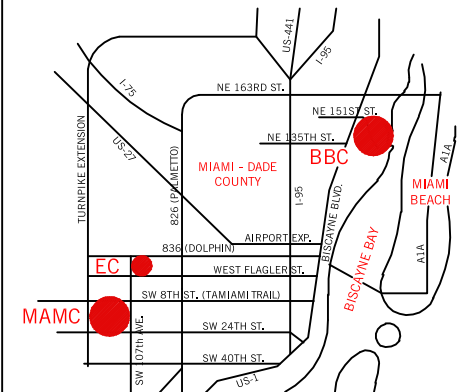 US-441
I-95
I-75
NE 163RD ST.
NE 151ST ST.
NE 135TH ST.
BBC
US-27
TURNPIKE EXTENSION
826 (PALMETTO)
MIAMI - DADE
COUNTY
I-95
A1A
MIAMI
BEACH
BISCAYNE BLVD.
AIRPORT EXP.
836 (DOLPHIN)
A1A
BISCAYNE BAY
EC
WEST FLAGLER ST.
SW 8TH ST. (TAMIAMI TRAIL)
MAMC
SW 24TH ST.
SW 107th AVE.
SW 40TH ST.
US-1